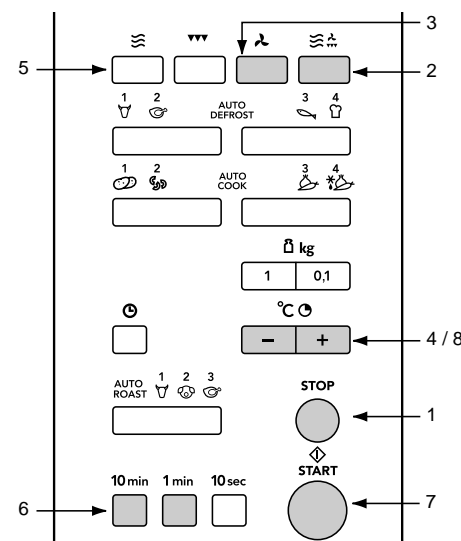 3
5
2
1 2 AUTO DEFROST 3 4
1 2 AUTO COOK 3 4
kg
1 0,1
°C
− +
4 / 8
AUTO ROAST 1 2 3
STOP
1
START
10 min 1 min 10 sec
6
7